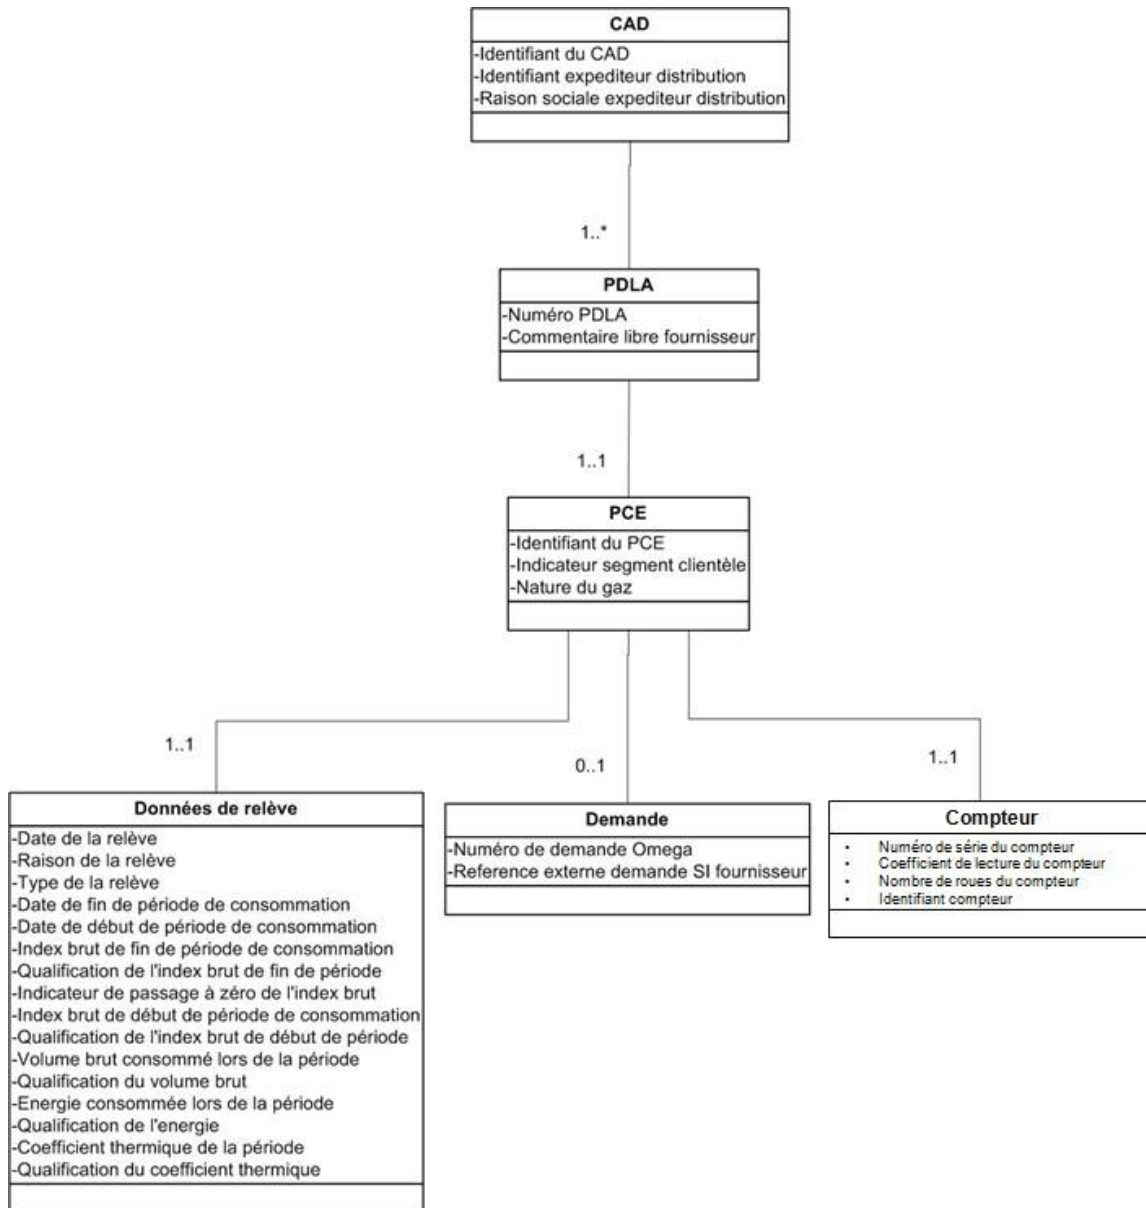 CAD
-Identifiant du CAD
-Identifiant expediteur distribution
-Raison sociale expediteur distribution
1..*
PDLA
-Numéro PDLA
-Commentaire libre fournisseur
1..1
PCE
-Identifiant du PCE
-Indicateur segment clientèle
-Nature du gaz
1..1
0..1
1..1
Données de relève
-Date de la relève
-Raison de la relève
-Type de la relève
-Date de fin de période de consommation
-Date de début de période de consommation
-Index brut de fin de période de consommation
-Qualification de l'index brut de fin de période
-Indicateur de passage à zéro de l'index brut
-Index brut de début de période de consommation
-Qualification de l'index brut de début de période
-Volume brut consommé lors de la période
-Qualification du volume brut
-Energie consommée lors de la période
-Qualification de l'energie
-Coefficient thermique de la période
-Qualification du coefficient thermique
Demande
-Numéro de demande Omega
-Reference externe demande SI fournisseur
Compteur
• Numéro de série du compteur
• Coefficient de lecture du compteur
• Nombre de roues du compteur
• Identifiant compteur